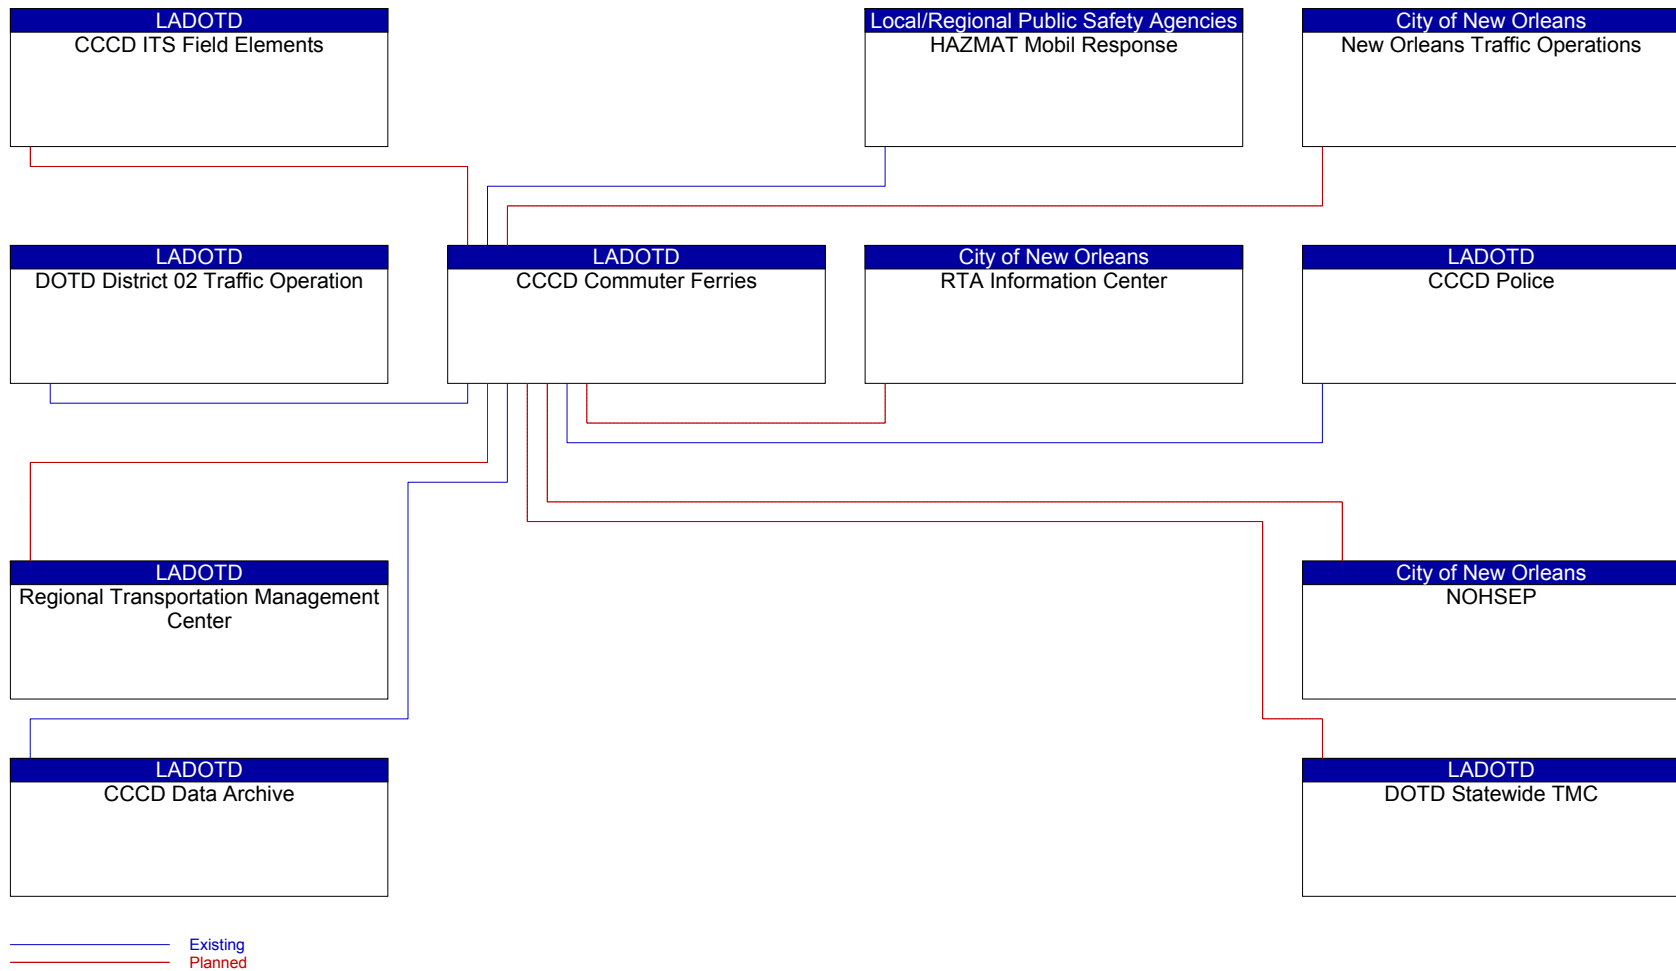 LADOTD
CCCD ITS Field Elements
Local/Regional Public Safety Agencies
HAZMAT Mobil Response
City of New Orleans
New Orleans Traffic Operations
LADOTD
DOTD District 02 Traffic Operation
LADOTD
CCCD Commuter Ferries
City of New Orleans
RTA Information Center
LADOTD
CCCD Police
LADOTD
Regional Transportation Management
Center
City of New Orleans
NOHSEP
LADOTD
CCCD Data Archive
LADOTD
DOTD Statewide TMC
Existing
Planned